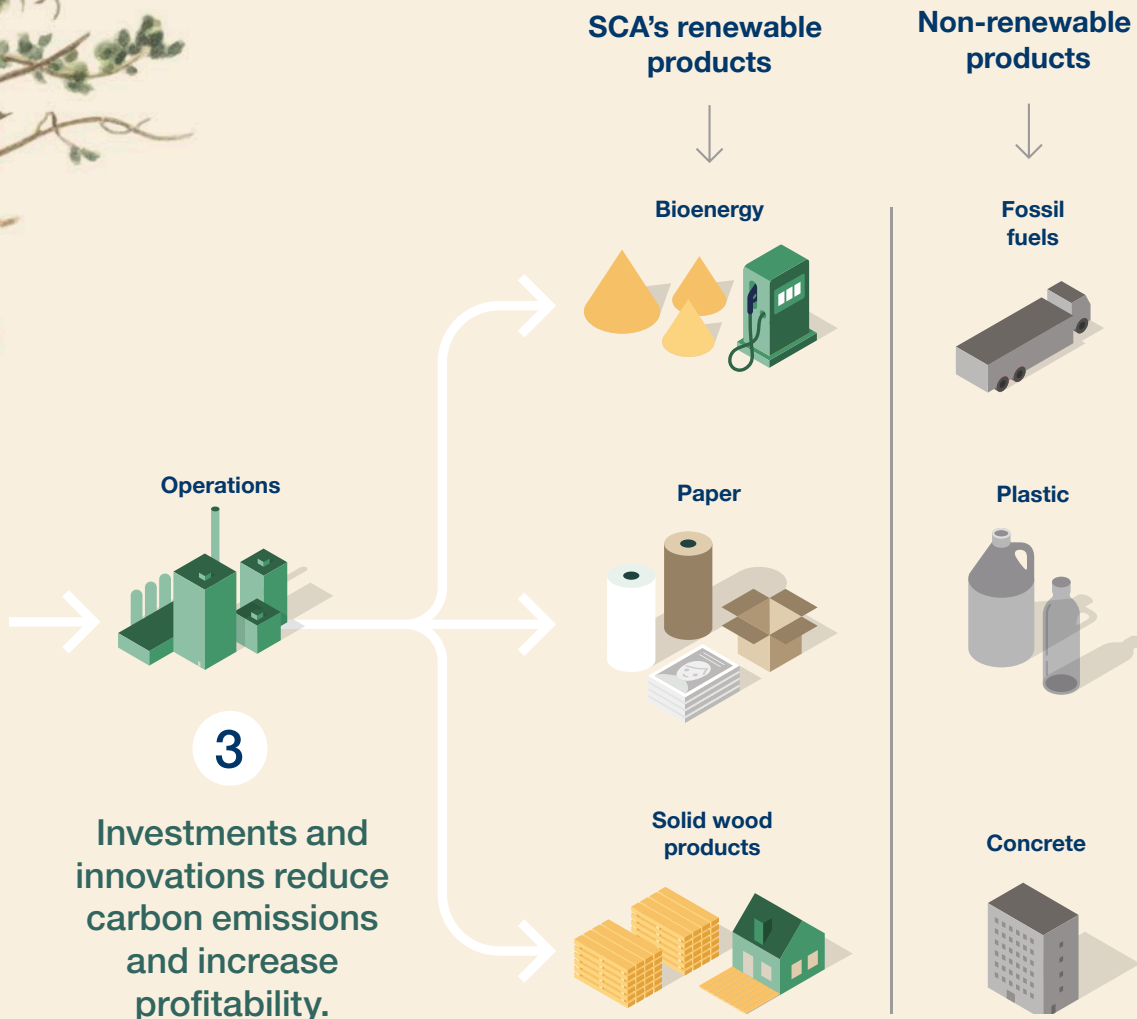 SCA's renewable
products
Non-renewable
products
Bioenergy
Fossil
fuels
Operations
Paper
Plastic
3
Investments and
innovations reduce
carbon emissions
and increase
profitability.
Solid wood
products
Concrete